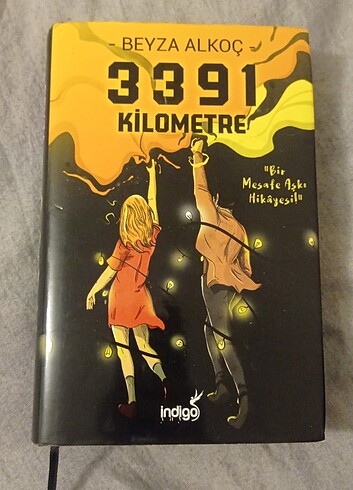 - BEYZA ALKOÇ -
3391
KİLOMETRE
"Bir
Mesafe Aşkı
Hikâyesi!"
indigo